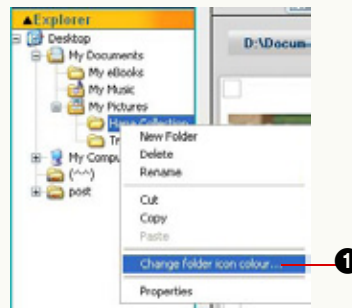 ▲Explorer
Desktop
D:\Docum
My Documents
My eBooks
My Music
My Pictures
My Compu
(^^)
post
New Folder
Delete
Rename
Cut
Copy
Paste
Change folder icon colour....
Properties
1